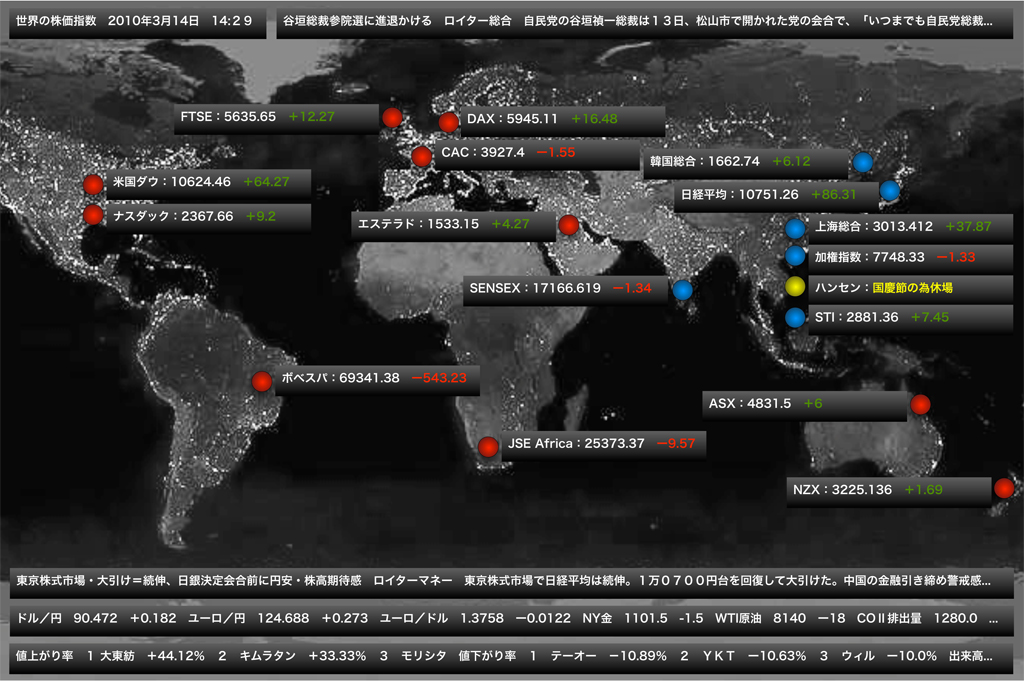 世界の株価指数　2010年3月14日　14:２９
谷垣総裁参院選に進退かける　ロイター総合　自民党の谷垣禎一総裁は１３日、松山市で開かれた党の会合で、「いつまでも自民党総裁...
FTSE：5635.65　+12.27
DAX：5945.11　+16.48
CAC：3927.4　−1.55
韓国総合：1662.74　+6.12
米国ダウ：10624.46　+64.27
日経平均：10751.26　+86.31
ナスダック：2367.66　+9.2
エステラド：1533.15　+4.27
上海総合：3013.412　+37.87
加権指数：7748.33　−1.33
SENSEX：17166.619　−1.34
ハンセン：国慶節の為休場
STI：2881.36　+7.45
ボベスパ：69341.38　−543.23
ASX：4831.5　+6
JSE Africa：25373.37　−9.57
NZX：3225.136　+1.69
東京株式市場・大引け＝続伸、日銀決定会合前に円安・株高期待感　ロイターマネー　東京株式市場で日経平均は続伸。１万０７００円台を回復して大引けた。中国の金融引き締め警戒感...
ドル／円　90.472　+0.182　ユーロ／円　124.688　+0.273　ユーロ／ドル　1.3758　−0.0122　NY金　1101.5　-1.5　WTI原油　8140　−18　COⅡ排出量　1280.0　...
値上がり率　1 大東紡　+44.12%　2　キムラタン　+33.33%　3　モリシタ　値下がり率　1　テーオー　−10.89%　2　ＹＫＴ　−10.63%　3　ウィル　−10.0%　出来高...